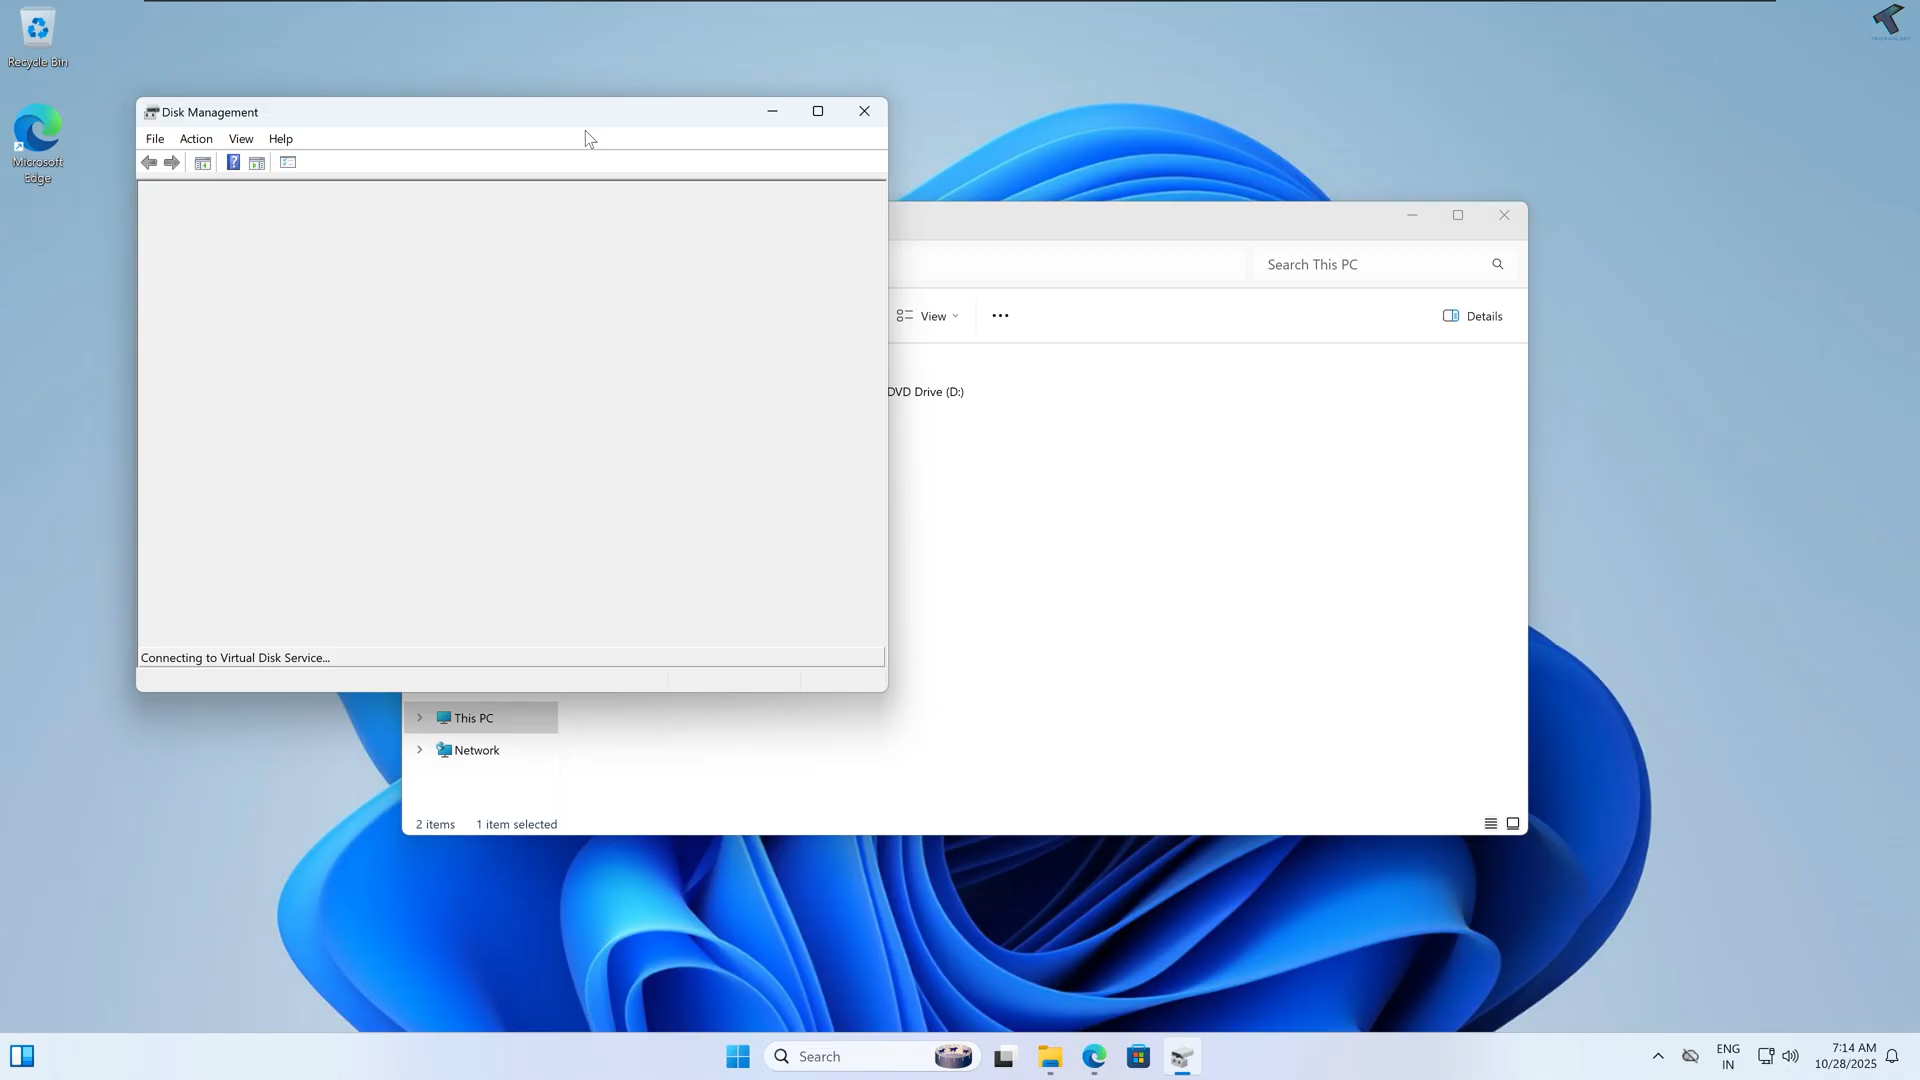 Recycle Bin
Microsoft
Edge
Disk Management
File Action View Help
Connecting to Virtual Disk Service...
Search This PC
View
Details
DVD Drive (D:)
This PC
Network
2 items 1 item selected
Search
ENG
IN
7:14 AM
10/28/2025